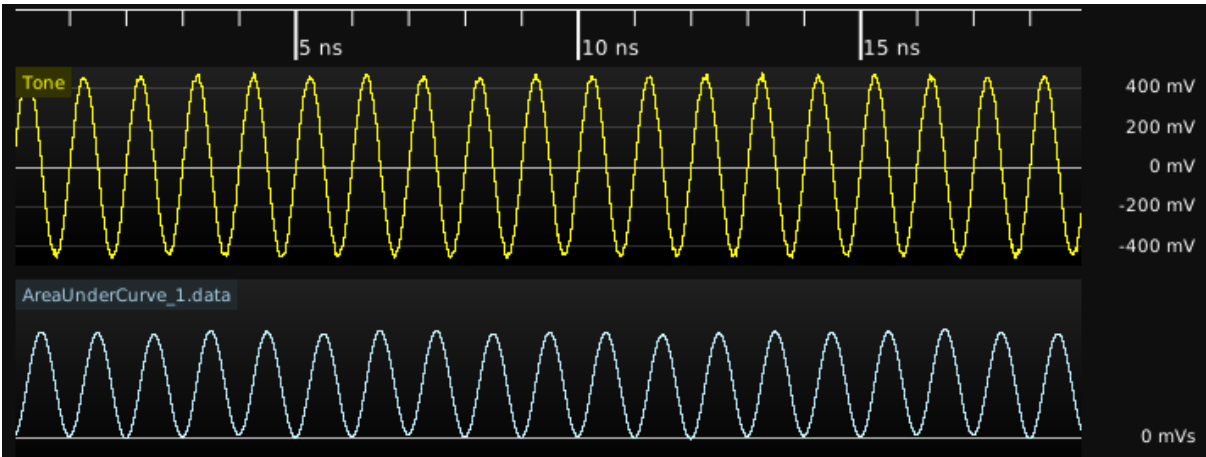 5 ns
10 ns
15 ns
Tone
400 mV
200 mV
0 mV
-200 mV
-400 mV
AreaUnderCurve_1.data
0 mVs